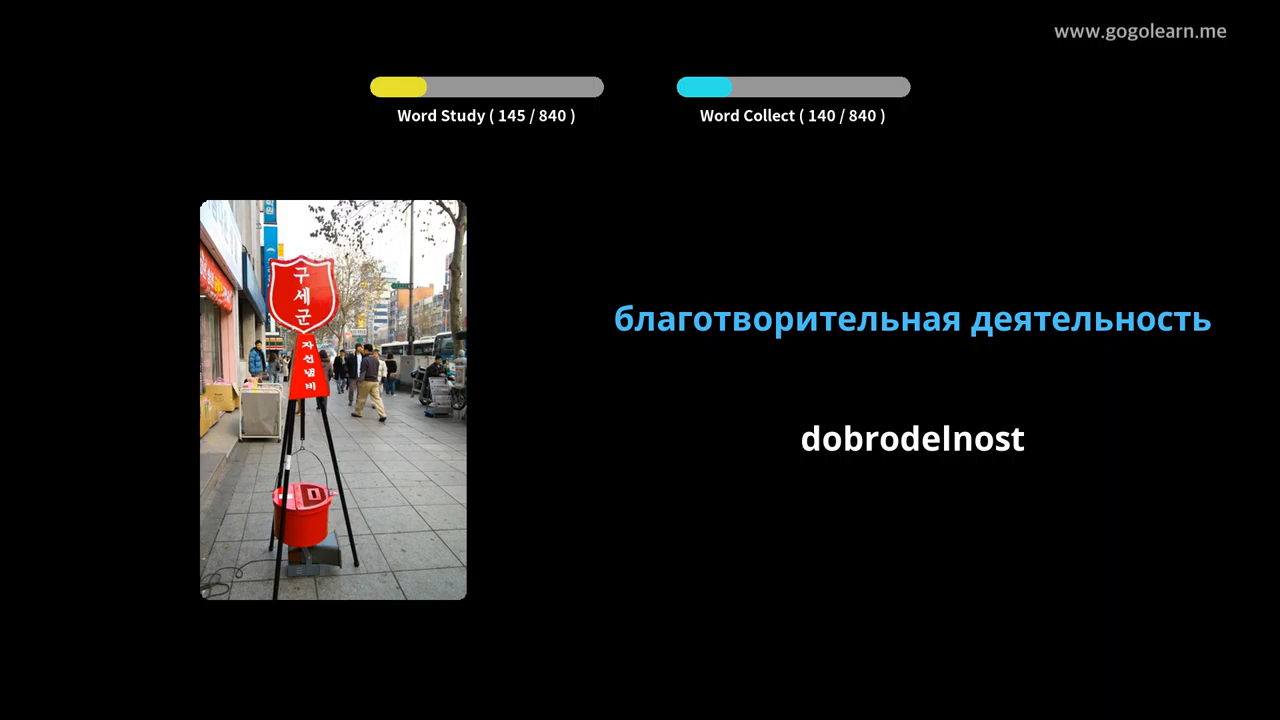 www.gogolearn.me
Word Study ( 145 / 840 )
Word Collect ( 140 / 840 )
구세군
자선냄비
благотворительная деятельность
dobrodelnost